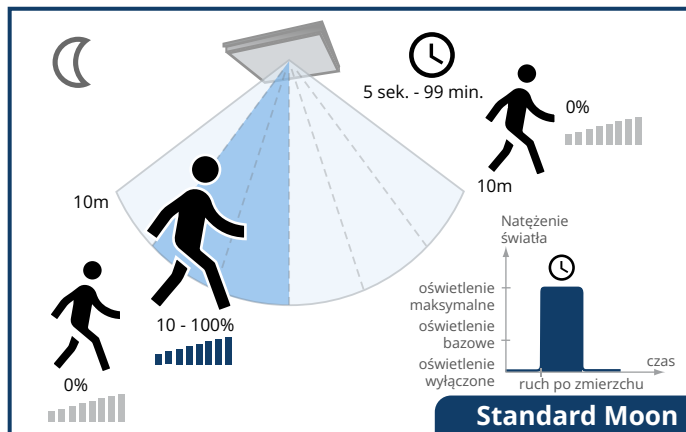 5 sek. - 99 min.
0%
10m
10m
10 - 100%
0%
Natężenie
światła
oświetlenie
maksymalne
oświetlenie
bazowe
oświetlenie
wyłączone
czas
ruch po zmierzchu
Standard Moon